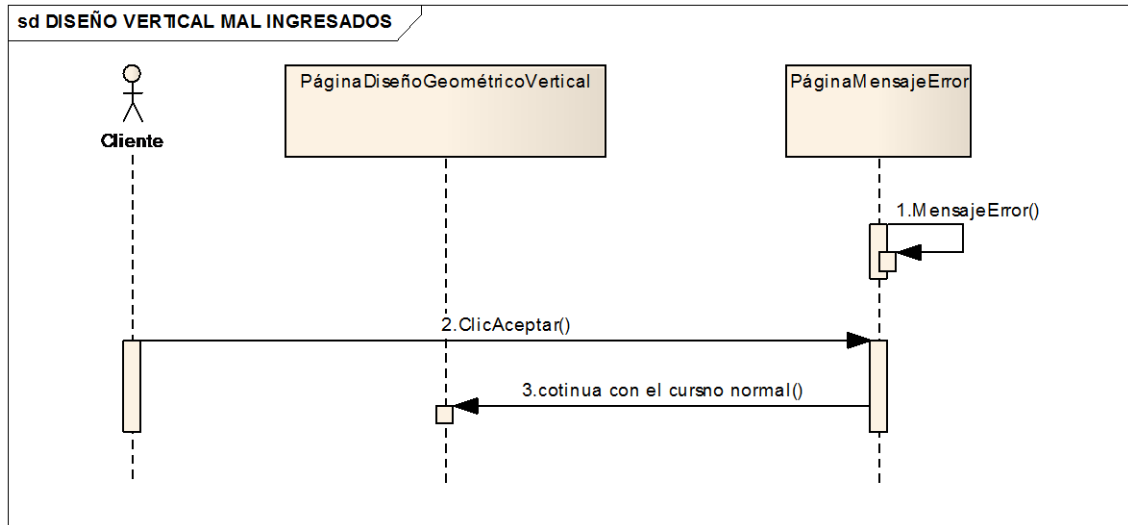 sd DISEÑO VERTICAL MAL INGRESADOS
Cliente
PáginaDiseñoGeométricoVertical
PáginaMensajeError
1.MensajeError()
2.ClicAceptar()
3.cotinua con el cursno normal()